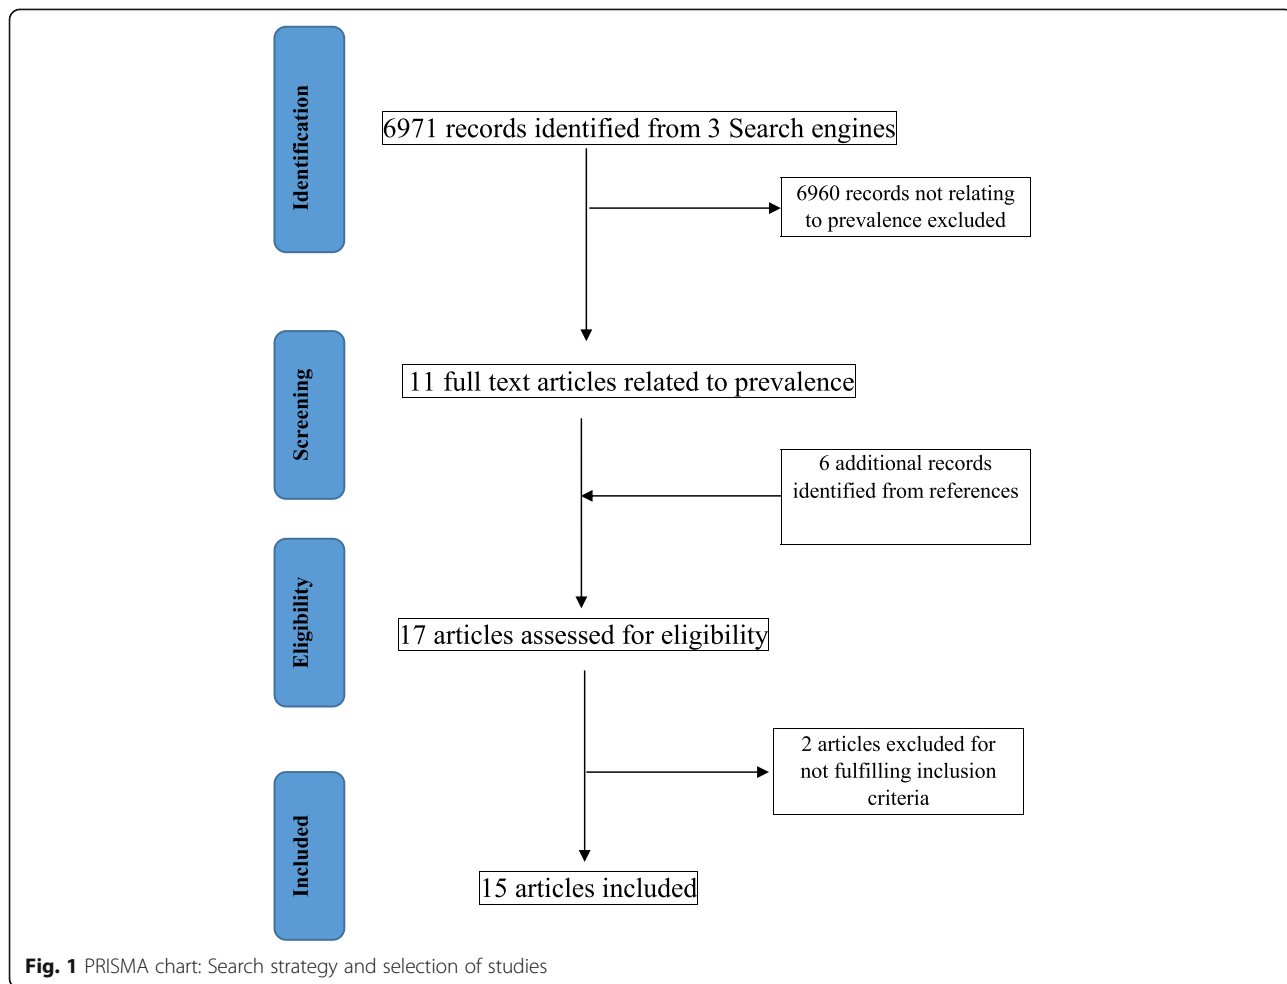 Identification
6971 records identified from 3 Search engines
6960 records not relating
to prevalence excluded
Screening
11 full text articles related to prevalence
6 additional records
identified from references
Eligibility
17 articles assessed for eligibility
2 articles excluded for
not fulfilling inclusion
criteria
Included
15 articles included
Fig. 1 PRISMA chart: Search strategy and selection of studies